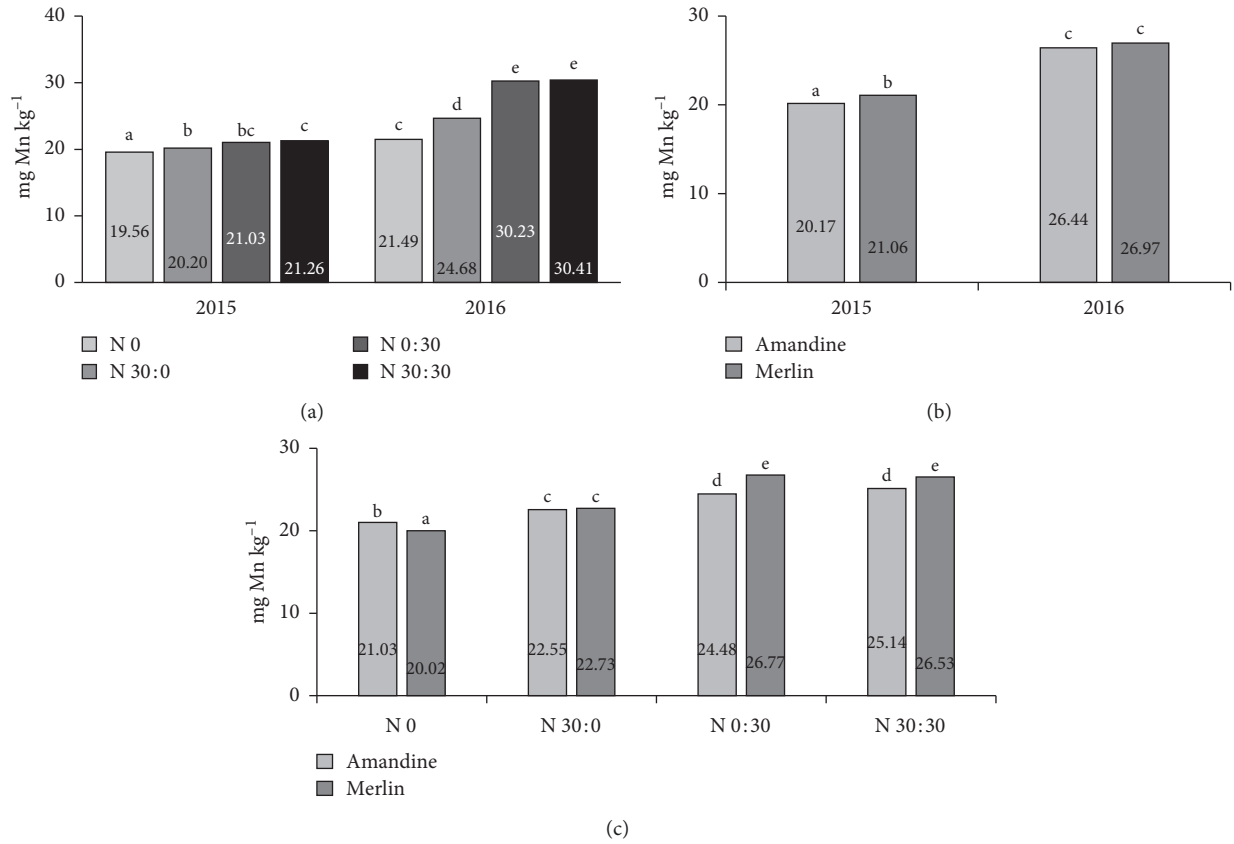 40
30
20
10
0
mg Mn kg⁻¹
a
b
bc
c
c
d
e
e
19.56
20.20
21.03
21.26
21.49
24.68
30.23
30.41
2015
2016
N 0
N 0:30
N 30:0
N 30:30
(a)
30
20
10
0
mg Mn kg⁻¹
a
b
c
c
20.17
21.06
26.44
26.97
2015
2016
Amandine
Merlin
(b)
30
20
10
0
mg Mn kg⁻¹
b
a
c
c
d
e
d
e
21.03
20.02
22.55
22.73
24.48
26.77
25.14
26.53
N 0
N 30:0
N 0:30
N 30:30
Amandine
Merlin
(c)